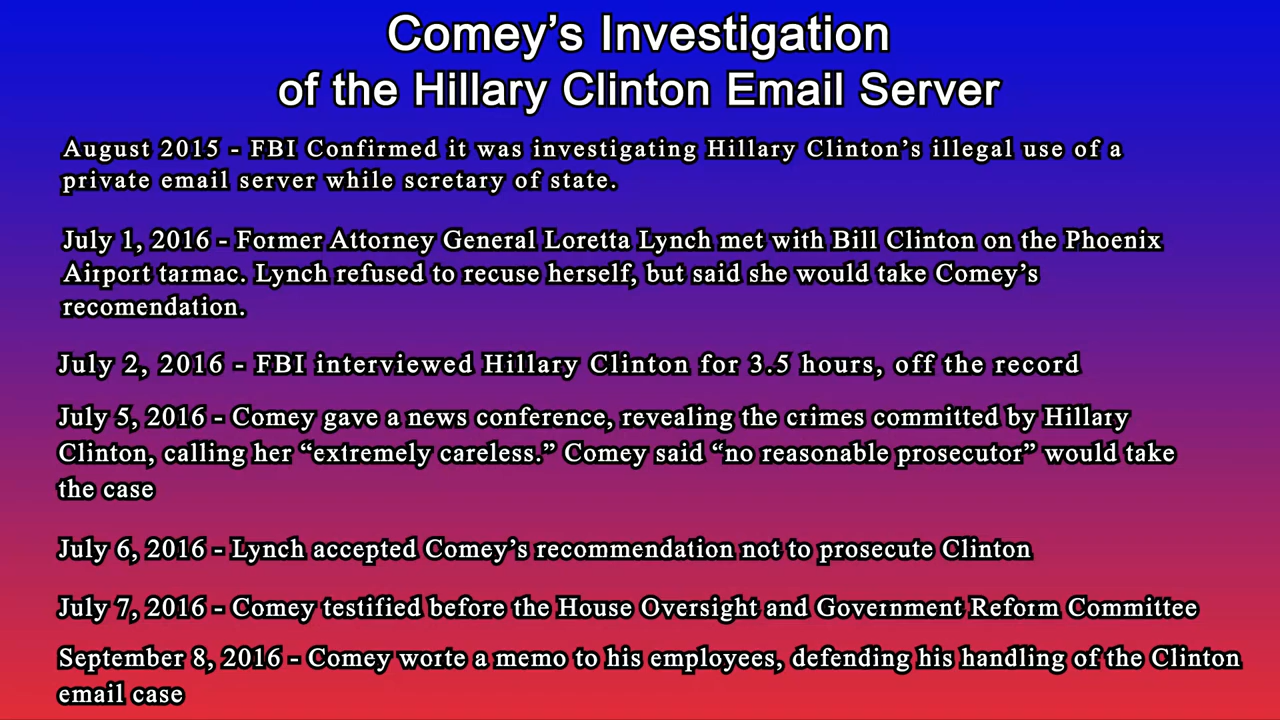 Comey’s Investigation
of the Hillary Clinton Email Server
August 2015 - FBI Confirmed it was investigating Hillary Clinton’s illegal use of a
private email server while scretary of state.
July 1, 2016 - Former Attorney General Loretta Lynch met with Bill Clinton on the Phoenix
Airport tarmac. Lynch refused to recuse herself, but said she would take Comey’s
recomendation.
July 2, 2016 - FBI interviewed Hillary Clinton for 3.5 hours, off the record
July 5, 2016 - Comey gave a news conference, revealing the crimes committed by Hillary
Clinton, calling her “extremely careless.” Comey said “no reasonable prosecutor” would take
the case
July 6, 2016 - Lynch accepted Comey’s recommendation not to prosecute Clinton
July 7, 2016 - Comey testified before the House Oversight and Government Reform Committee
September 8, 2016 - Comey worte a memo to his employees, defending his handling of the Clinton
email case